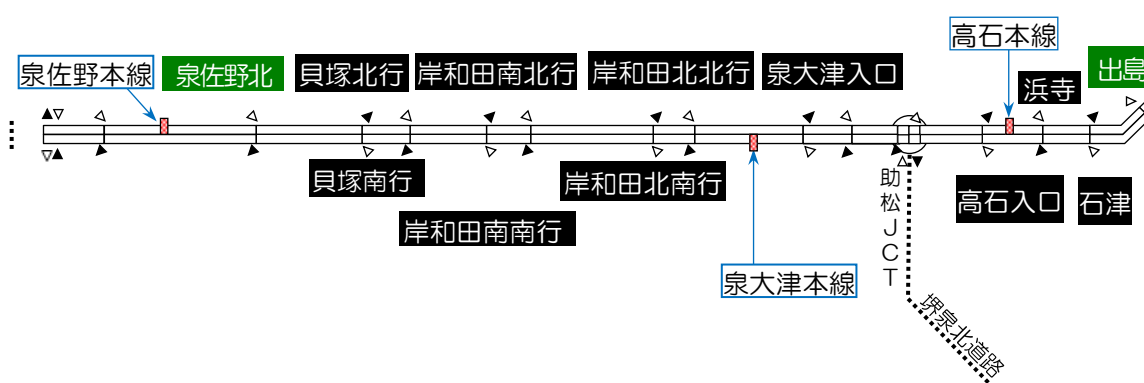 高石本線
泉佐野本線
泉佐野北
貝塚北行
岸和田南北行
岸和田北北行
泉大津入口
浜寺
出島
貝塚南行
岸和田北南行
岸和田南南行
助松JCT
高石入口
石津
泉大津本線
堺泉北道路